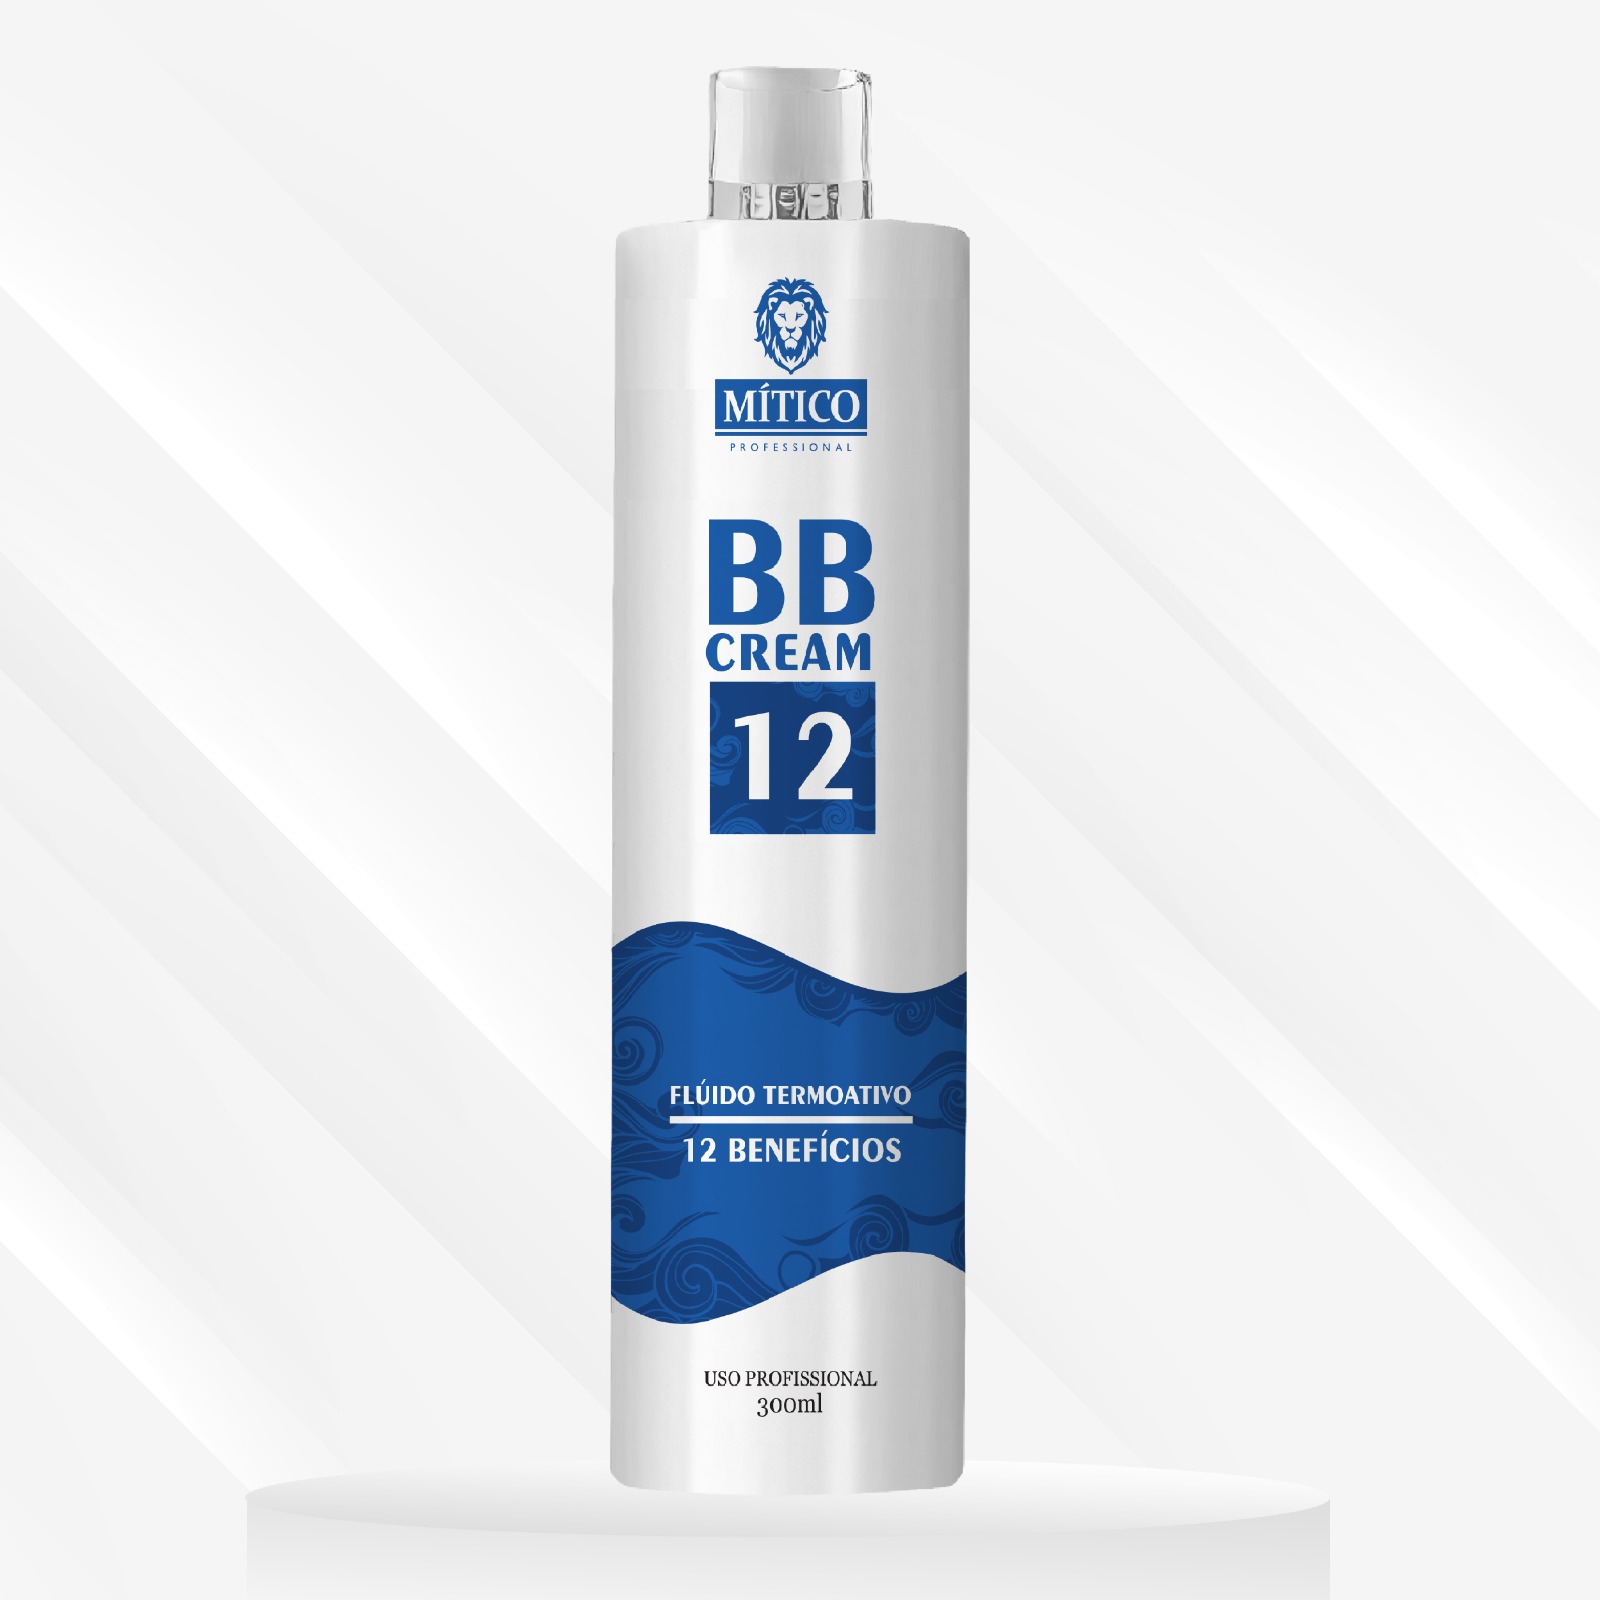 MÍTICO
PROFESSIONAL
BB
CREAM
12
FLÚIDO TERMOATIVO
12 BENEFÍCIOS
USO PROFISSIONAL
300ml